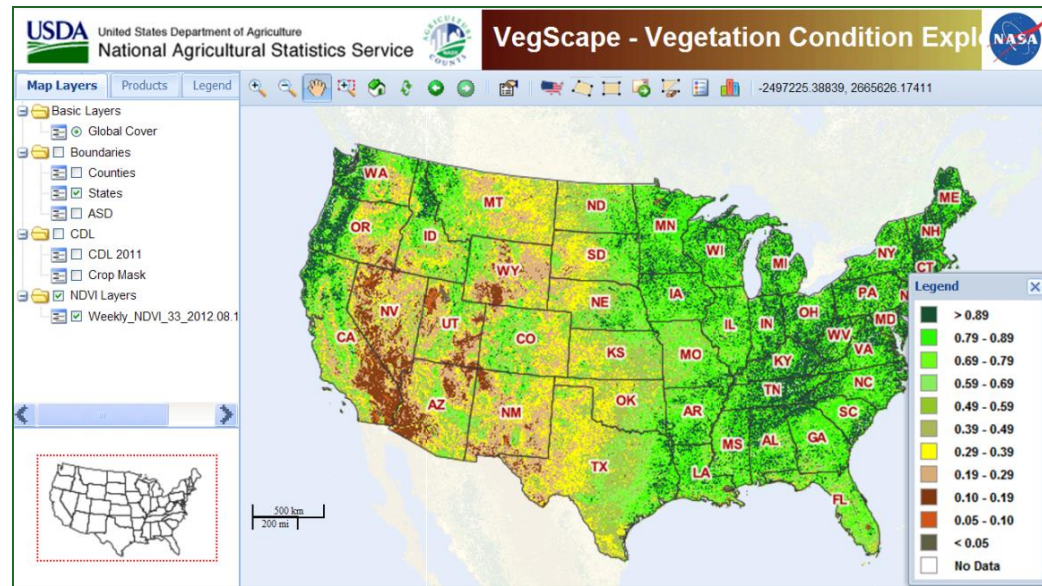 USDA United States Department of Agriculture
National Agricultural Statistics Service
AGRICULTURE
COUNTS
VegScape - Vegetation Condition Expl
NASA
Map Layers Products Legend
-2497225.38839, 2665626.17411
Basic Layers
Global Cover
Boundaries
Counties
States
ASD
CDL
CDL 2011
Crop Mask
NDVI Layers
Weekly_NDVI_33_2012.08.1
WA
MT
ND
MN
ME
OR
ID
WY
SD
WI
MI
NY
NH
CT
NV
UT
CO
NE
IA
IL
IN
OH
PA
N
MD
CA
KS
MO
KY
WV
VA
AZ
NM
OK
AR
TN
NC
SC
TX
LA
MS
AL
GA
FL
500 km
200 mi
Legend
> 0.89
0.79 - 0.89
0.69 - 0.79
0.59 - 0.69
0.49 - 0.59
0.39 - 0.49
0.29 - 0.39
0.19 - 0.29
0.10 - 0.19
0.05 - 0.10
< 0.05
No Data